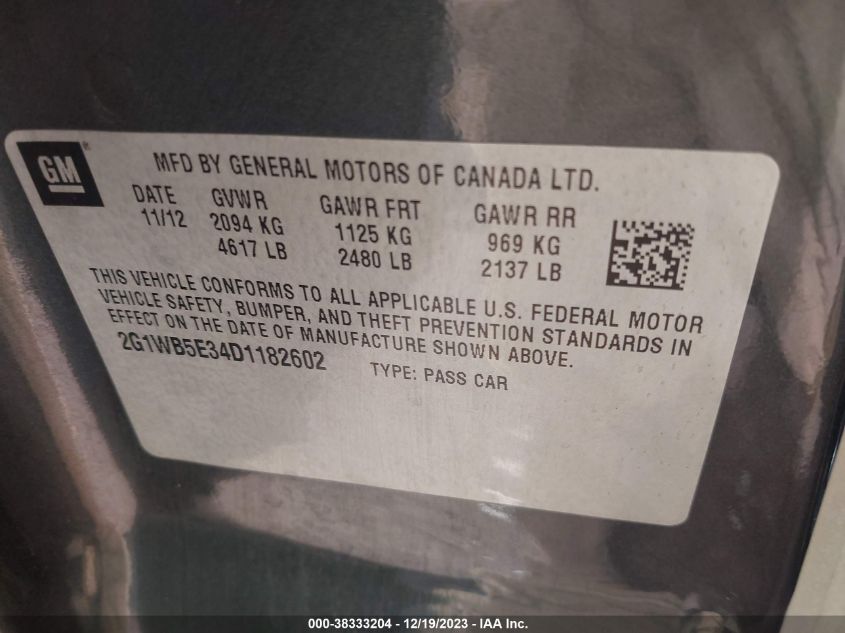 GM®
MFD BY GENERAL MOTORS OF CANADA LTD.
DATE GVWR GAWR FRT GAWR RR
11/12 2094 KG 1125 KG 969 KG
4617 LB 2480 LB 2137 LB
THIS VEHICLE CONFORMS TO ALL APPLICABLE U.S. FEDERAL MOTOR
VEHICLE SAFETY, BUMPER, AND THEFT PREVENTION STANDARDS IN
EFFECT ON THE DATE OF MANUFACTURE SHOWN ABOVE.
2G1WB5E34D1182602 TYPE: PASS CAR
000-38333204 - 12/19/2023 - IAA Inc.